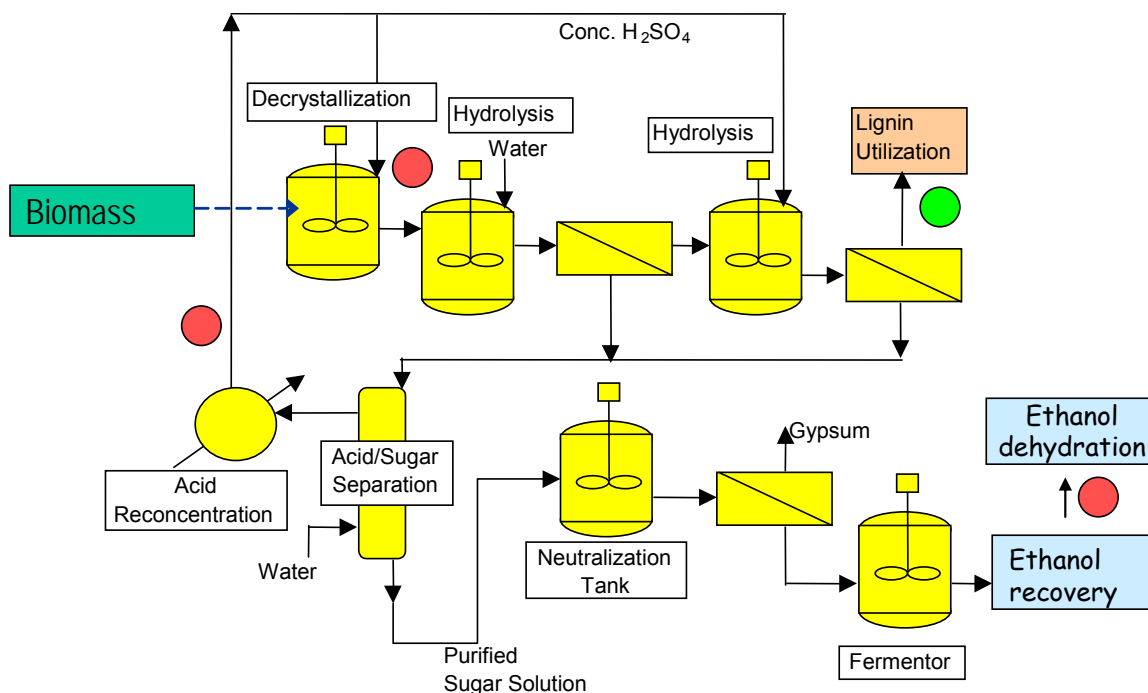 Conc. H₂SO₄
Decrystallization
Hydrolysis
Water
Hydrolysis
Lignin
Utilization
Biomass
Acid/Sugar
Separation
Acid
Reconcentration
Water
Purified
Sugar Solution
Neutralization
Tank
Gypsum
Fermentor
Ethanol
dehydration
Ethanol
recovery